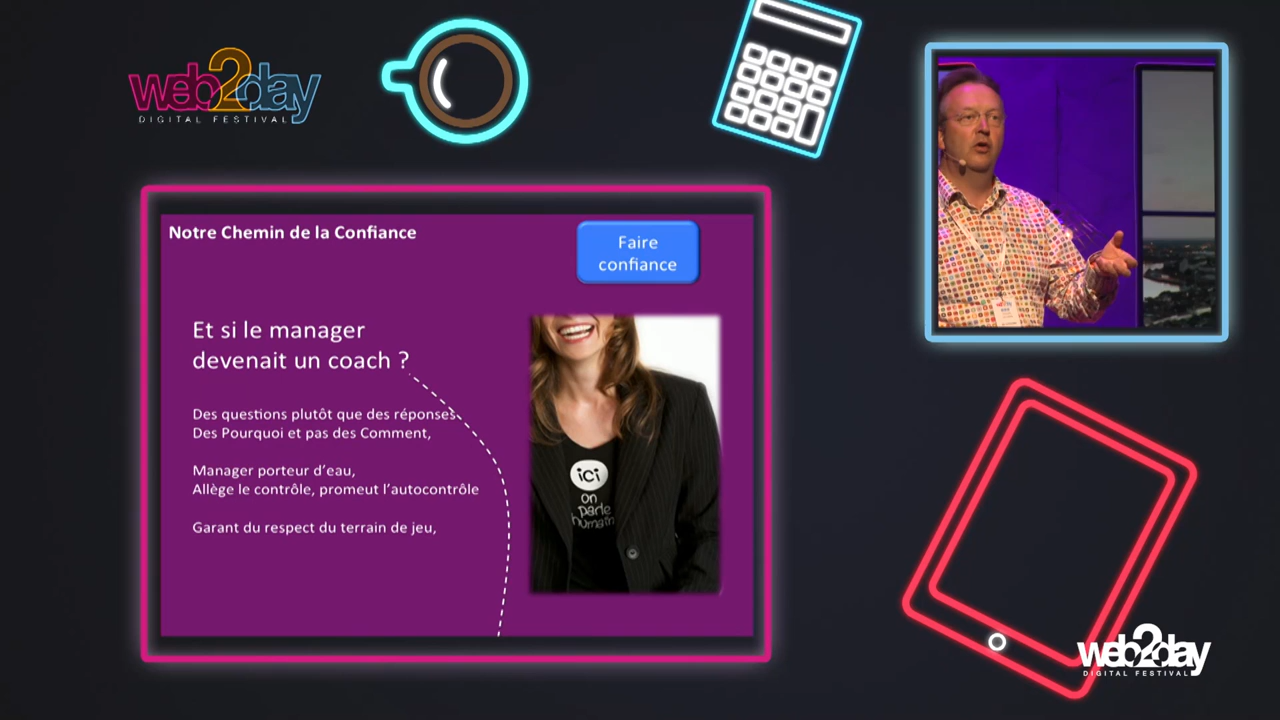 web2day
DIGITAL FESTIVAL
Notre Chemin de la Confiance
Faire
confiance
Et si le manager
devenait un coach ?
Des questions plutôt que des réponses
Des Pourquoi et pas des Comment,
Manager porteur d'eau,
Allège le contrôle, promeut l'autocontrôle
Garant du respect du terrain de jeu,
ici
on
parle
humain
web2day
DIGITAL FESTIVAL